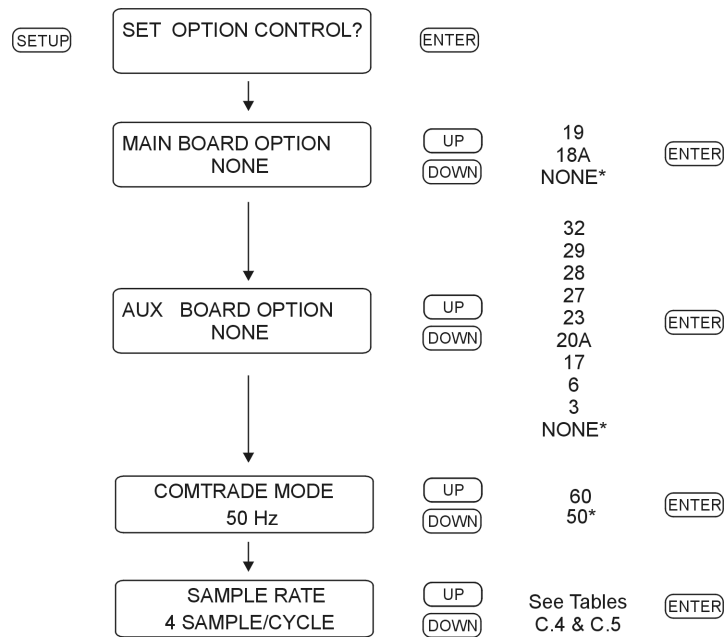 SETUP
SET OPTION CONTROL?
ENTER
MAIN BOARD OPTION
NONE
UP
DOWN
19
18A
NONE*
ENTER
AUX BOARD OPTION
NONE
UP
DOWN
32
29
28
27
23
20A
17
6
3
NONE*
ENTER
COMTRADE MODE
50 Hz
UP
DOWN
60
50*
ENTER
SAMPLE RATE
4 SAMPLE/CYCLE
UP
DOWN
See Tables
C.4 & C.5
ENTER